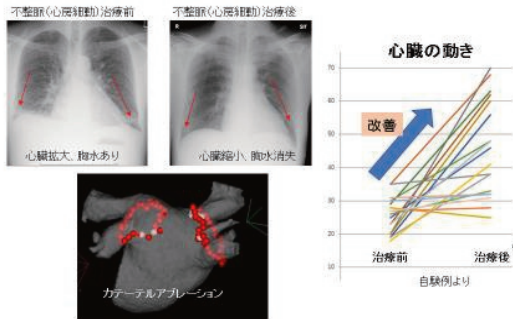 不整脈(心房細動)治療前
不整脈(心房細動)治療後
R
心臓拡大、胸水あり
心臓縮小、胸水消失
カテーテルアブレーション
心臓の動き
70
60
50
40
30
20
10
改善
治療前
治療後
自験例より